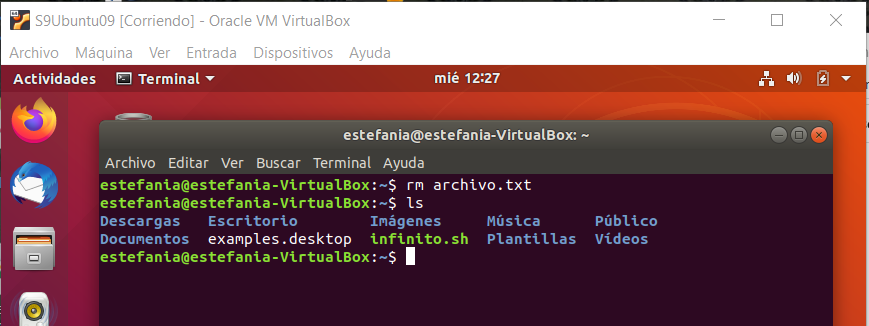 S9Ubuntu09 [Corriendo] - Oracle VM VirtualBox
Archivo Máquina Ver Entrada Dispositivos Ayuda
Actividades Terminal mié 12:27
estefania@estefania-VirtualBox: ~
Archivo Editar Ver Buscar Terminal Ayuda
estefania@estefania-VirtualBox:~$ rm archivo.txt
estefania@estefania-VirtualBox:~$ ls
Descargas Escritorio Imágenes Música Público
Documentos examples.desktop infinito.sh Plantillas Vídeos
estefania@estefania-VirtualBox:~$